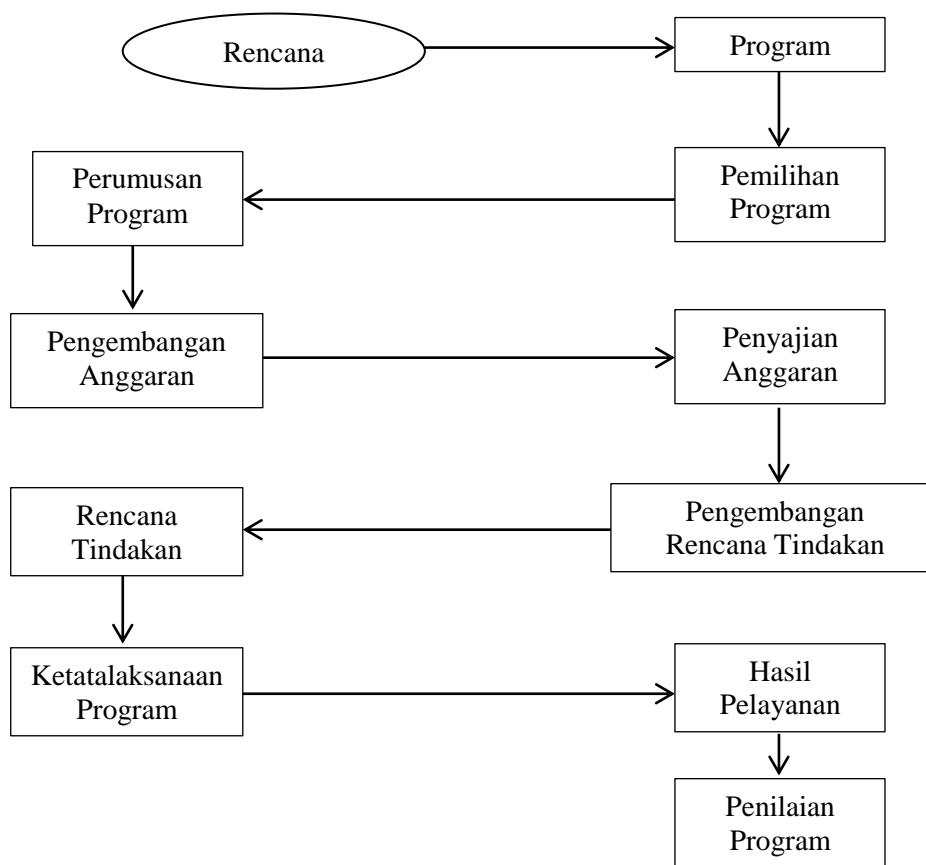 Rencana
Program
Pemilihan
Program
Perumusan
Program
Pengembangan
Anggaran
Penyajian
Anggaran
Pengembangan
Rencana Tindakan
Rencana
Tindakan
Ketatalaksanaan
Program
Hasil
Pelayanan
Penilaian
Program